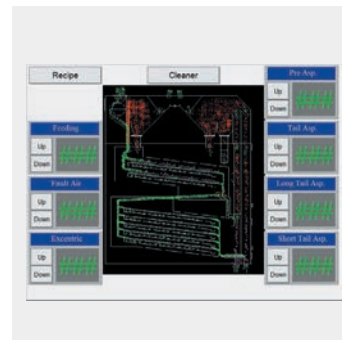 Recipe
Cleaner
Pre Asp.
Up
####
Down
Feeding
Up
####
Down
Tail Asp.
Up
####
Down
Fault Air
Up
####
Down
Long Tail Asp.
Up
####
Down
Excentric
Up
####
Down
Short Tail Asp.
Up
####
Down